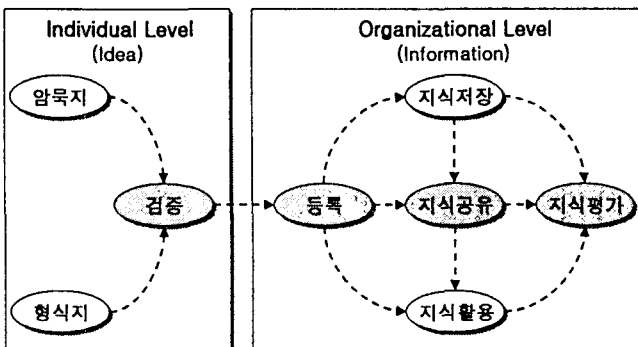 Individual Level
(Idea)
암묵지
검증
형식지
Organizational Level
(Information)
지식저장
등록
지식공유
지식평가
지식활용